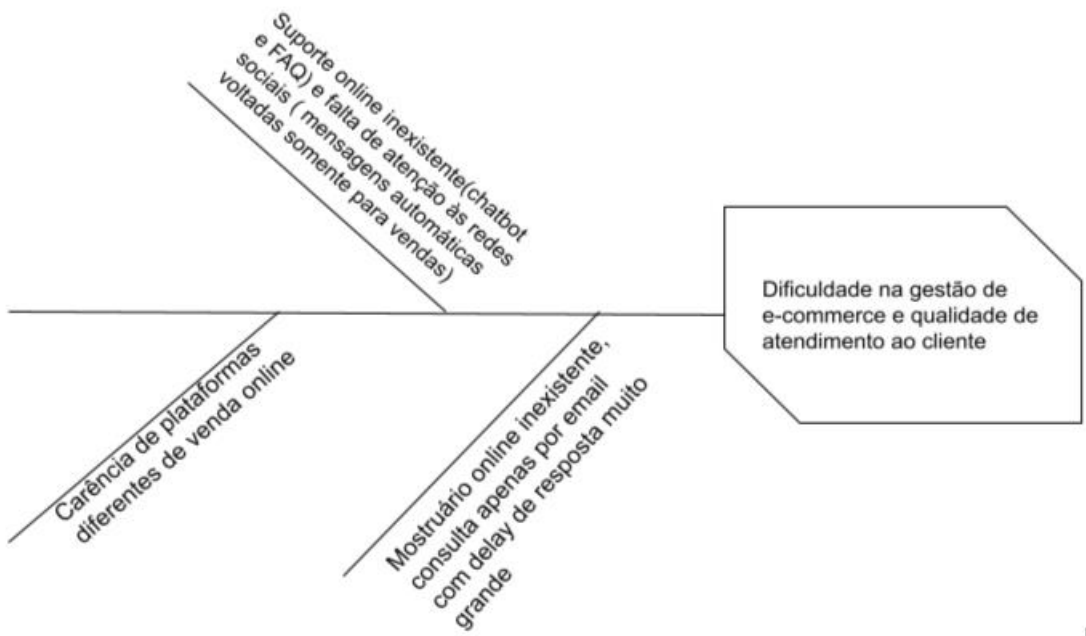 Suporte online inexistente(chatbot
e FAQ) e falta de atenção às redes
sociais ( mensagens automáticas
voltadas somente para vendas)
Dificuldade na gestão de
e-commerce e qualidade de
atendimento ao cliente
Carência de plataformas
diferentes de venda online
Mostruário online inexistente,
consulta apenas por email
com delay de resposta muito
grande